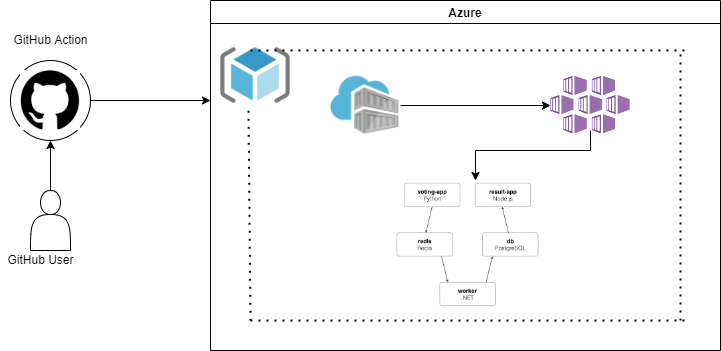 Azure
GitHub Action
GitHub User
voting-app
Python
result-app
Node.js
redis
Redis
db
PostgreSQL
worker
.NET